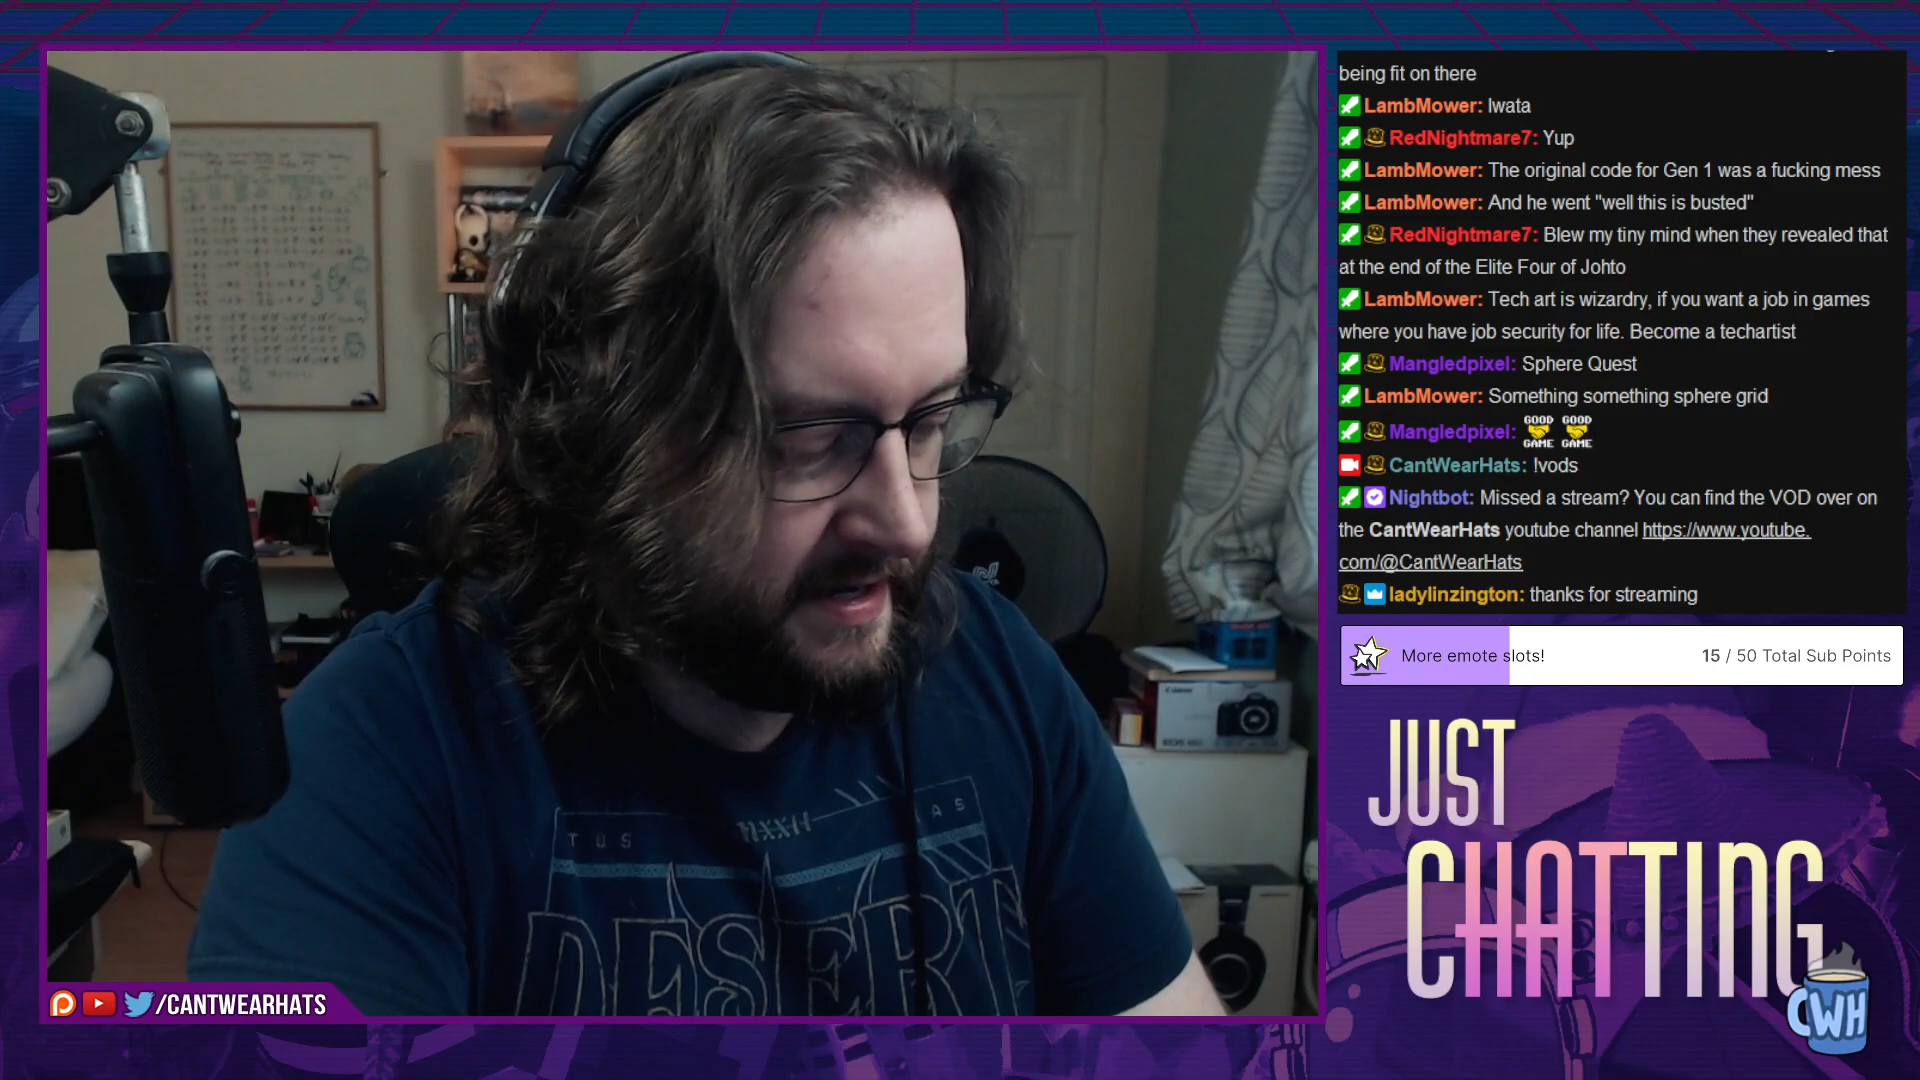 being fit on there
LambMower: Iwata
RedNightmare7: Yup
LambMower: The original code for Gen 1 was a fucking mess
LambMower: And he went "well this is busted"
RedNightmare7: Blew my tiny mind when they revealed that
at the end of the Elite Four of Johto
LambMower: Tech art is wizardry, if you want a job in games
where you have job security for life. Become a techartist
Mangledpixel: Sphere Quest
LambMower: Something something sphere grid
Mangledpixel: GOOD GAME GOOD GAME
CantWearHats: !vods
Nightbot: Missed a stream? You can find the VOD over on
the CantWearHats youtube channel https://www.youtube.
com/@CantWearHats
ladylinzington: thanks for streaming
More emote slots! 15 / 50 Total Sub Points
JUST
CHATTING
CWH
Canon
TUS
AS
DESERT
/CANTWEARHATS